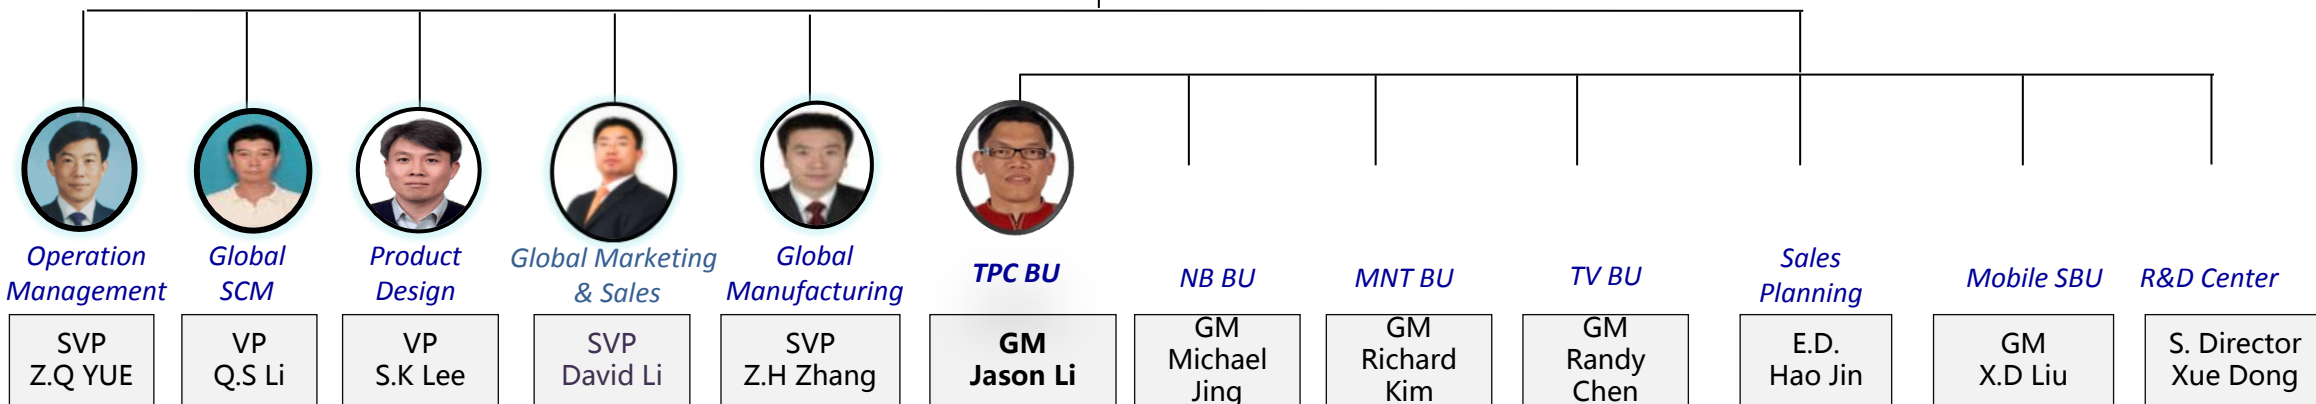 Operation
Management
SVP
Z.Q YUE
Global
SCM
VP
Q.S Li
Product
Design
VP
S.K Lee
Global Marketing
& Sales
SVP
David Li
Global
Manufacturing
SVP
Z.H Zhang
TPC BU
GM
Jason Li
NB BU
GM
Michael
Jing
MNT BU
GM
Richard
Kim
TV BU
GM
Randy
Chen
Sales
Planning
E.D.
Hao Jin
Mobile SBU
GM
X.D Liu
R&D Center
S. Director
Xue Dong